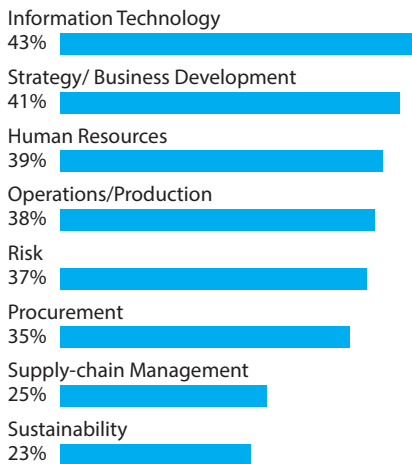 Information Technology
43%
Strategy/ Business Development
41%
Human Resources
39%
Operations/Production
38%
Risk
37%
Procurement
35%
Supply-chain Management
25%
Sustainability
23%